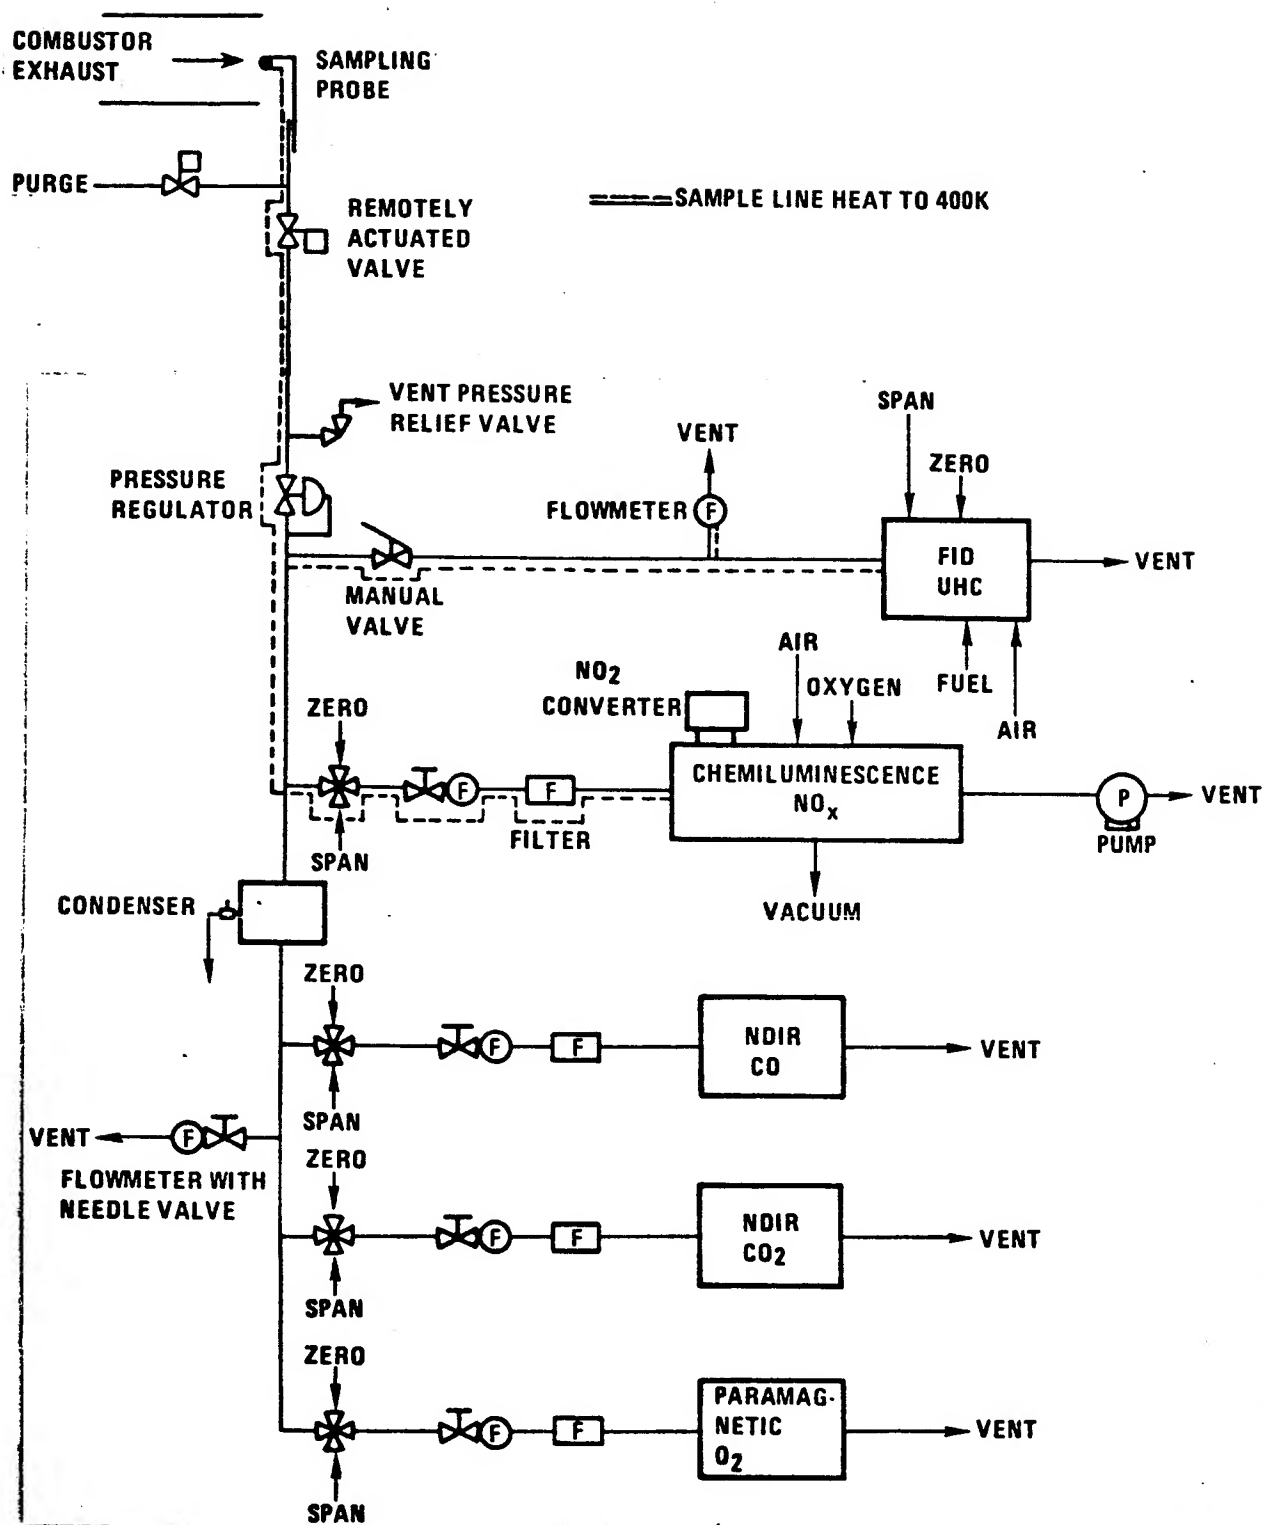 COMBUSTOR
EXHAUST
SAMPLING
PROBE
PURGE
REMOTELY
ACTUATED
VALVE
SAMPLE LINE HEAT TO 400K
VENT PRESSURE
RELIEF VALVE
PRESSURE
REGULATOR
VENT
FLOWMETER
F
SPAN
ZERO
FID
UHC
VENT
FUEL
AIR
MANUAL
VALVE
ZERO
SPAN
F
F
FILTER
NO2
CONVERTER
AIR
OXYGEN
CHEMILUMINESCENCE
NOx
VACUUM
P
PUMP
VENT
CONDENSER
ZERO
SPAN
F
F
NDIR
CO
VENT
VENT
F
FLOWMETER WITH
NEEDLE VALVE
ZERO
SPAN
F
F
NDIR
CO2
VENT
ZERO
SPAN
F
F
PARAMAG-
NETIC
O2
VENT